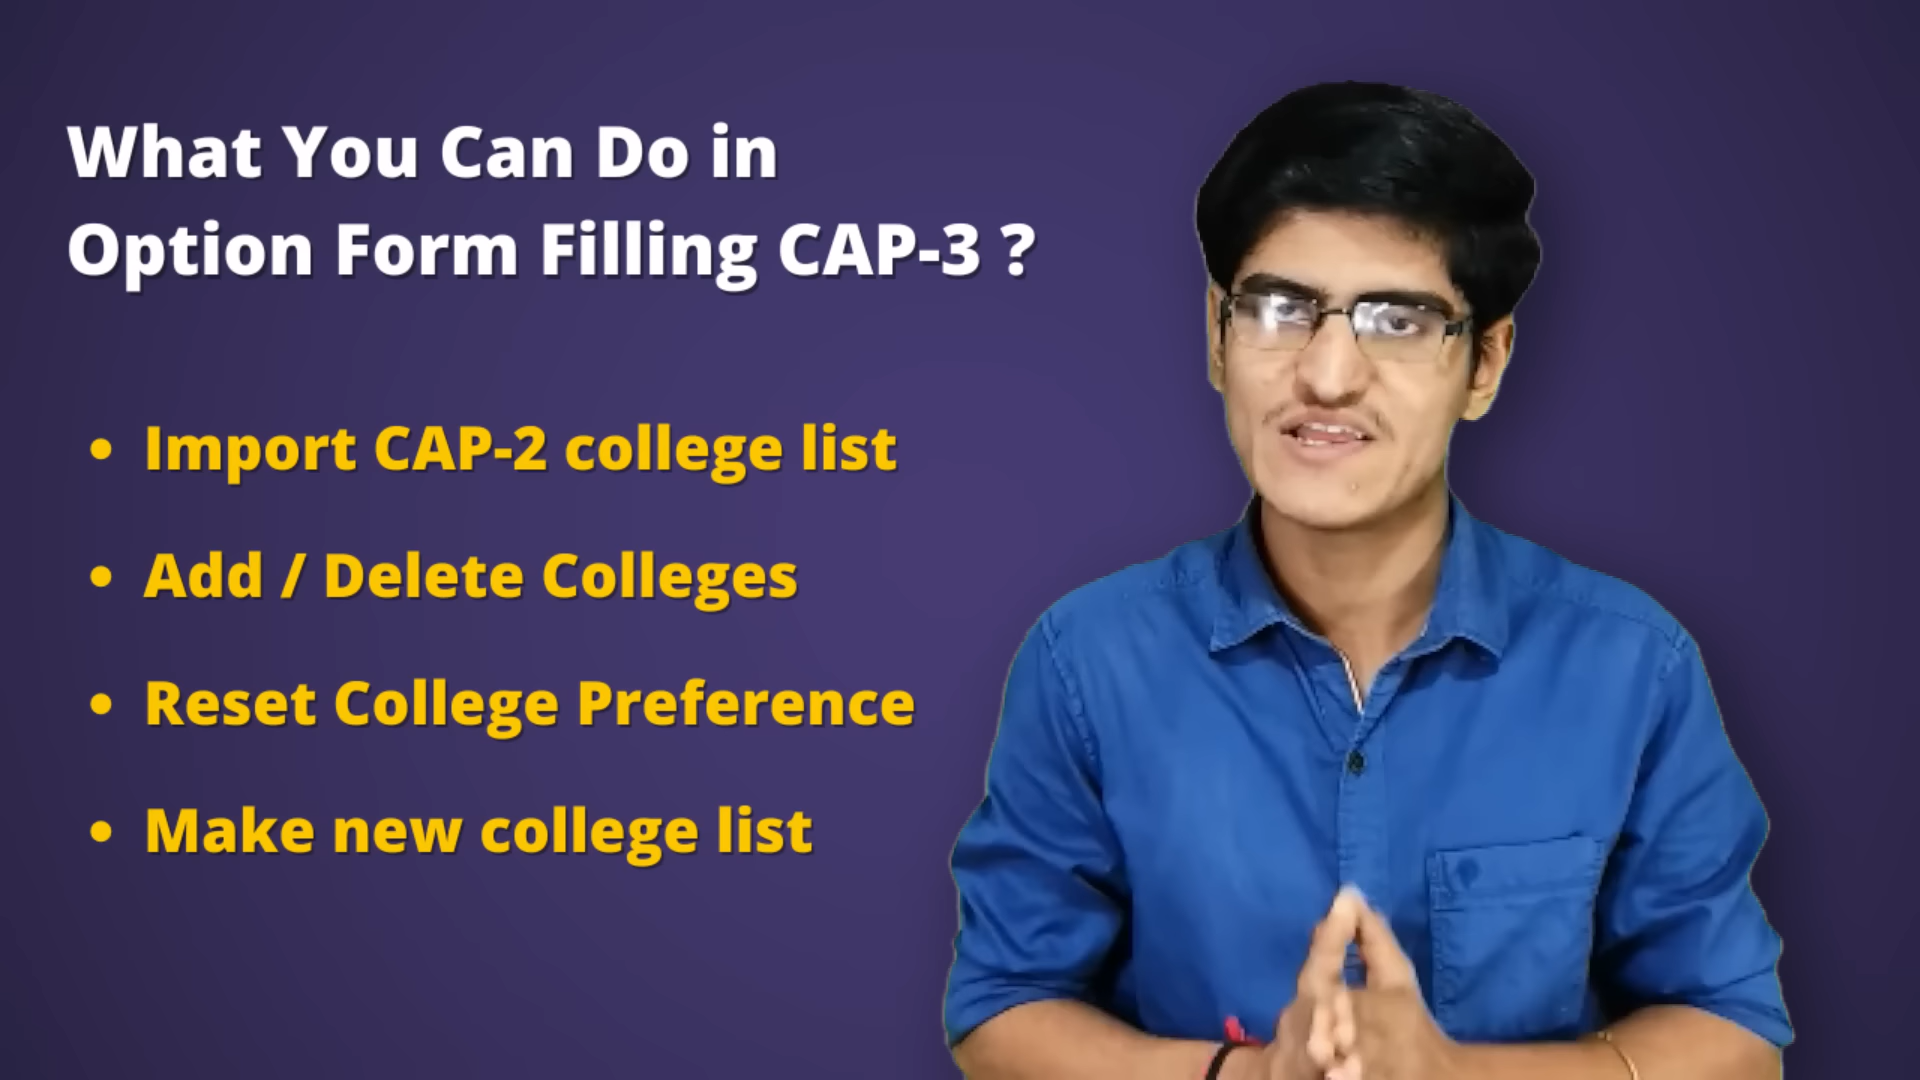 What You Can Do in
Option Form Filling CAP-3 ?
• Import CAP-2 college list
• Add / Delete Colleges
• Reset College Preference
• Make new college list